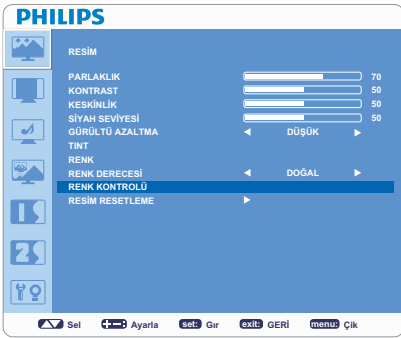 PHILIPS
RESİM
PARLAKLIK 70
KONTRAST 50
KESKİNLİK 50
SİYAH SEVİYESİ 50
GÜRÜLTÜ AZALTMA DÜŞÜK
TINT
RENK
RENK DERECESİ DOĞAL
RENK KONTROLÜ
RESİM RESETLEME
Sel Ayarla set: Gır exit: GERİ menu: Çik